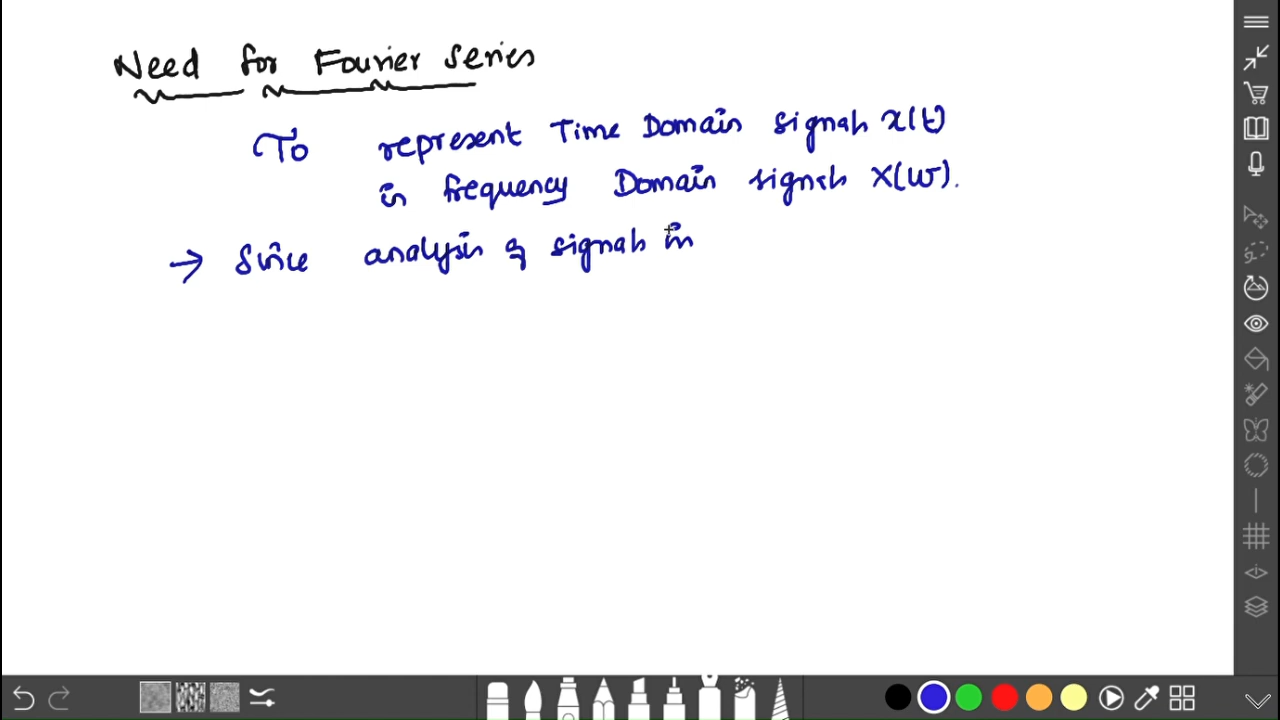 Need for Fourier Series
To represent Time Domain signals x(t)
in frequency Domain signals X(w).
→ Since analysis of signals in